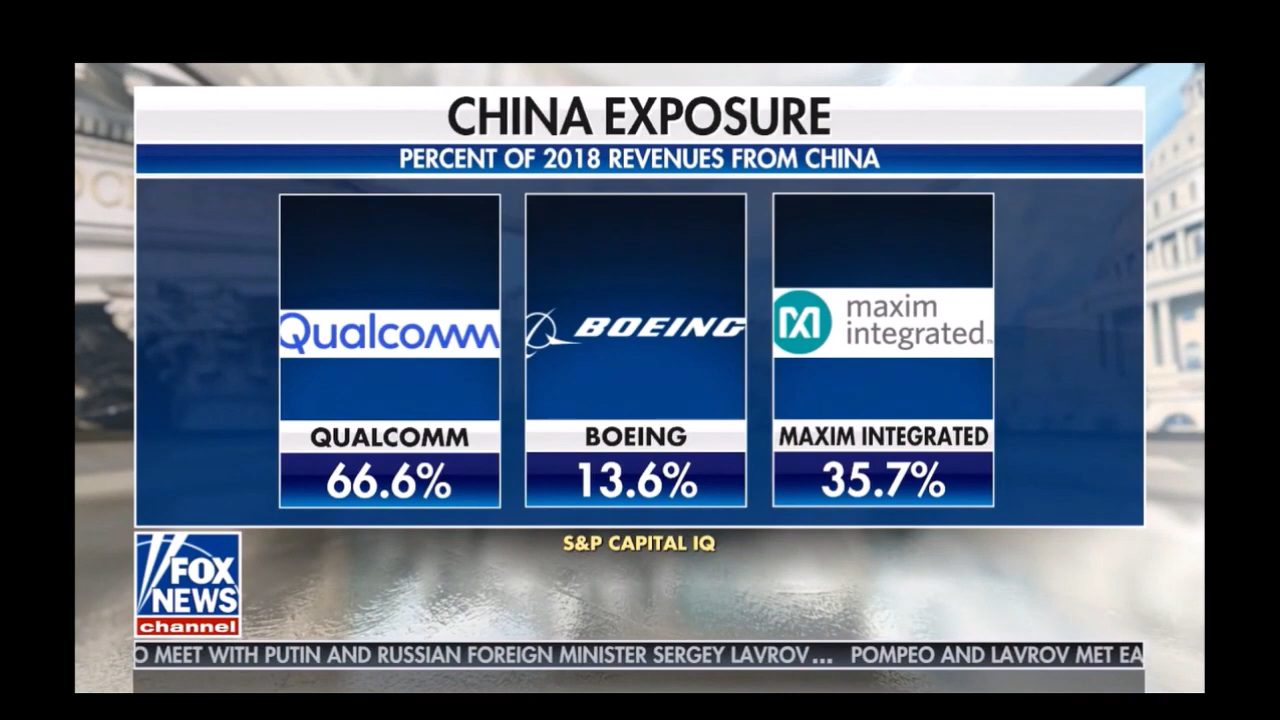 CHINA EXPOSURE
PERCENT OF 2018 REVENUES FROM CHINA
Qualcomm
BOEING
maxim
integrated™
QUALCOMM
BOEING
MAXIM INTEGRATED
66.6%
13.6%
35.7%
S&P CAPITAL IQ
FOX
NEWS
channel
O MEET WITH PUTIN AND RUSSIAN FOREIGN MINISTER SERGEY LAVROV... POMPEO AND LAVROV MET EA